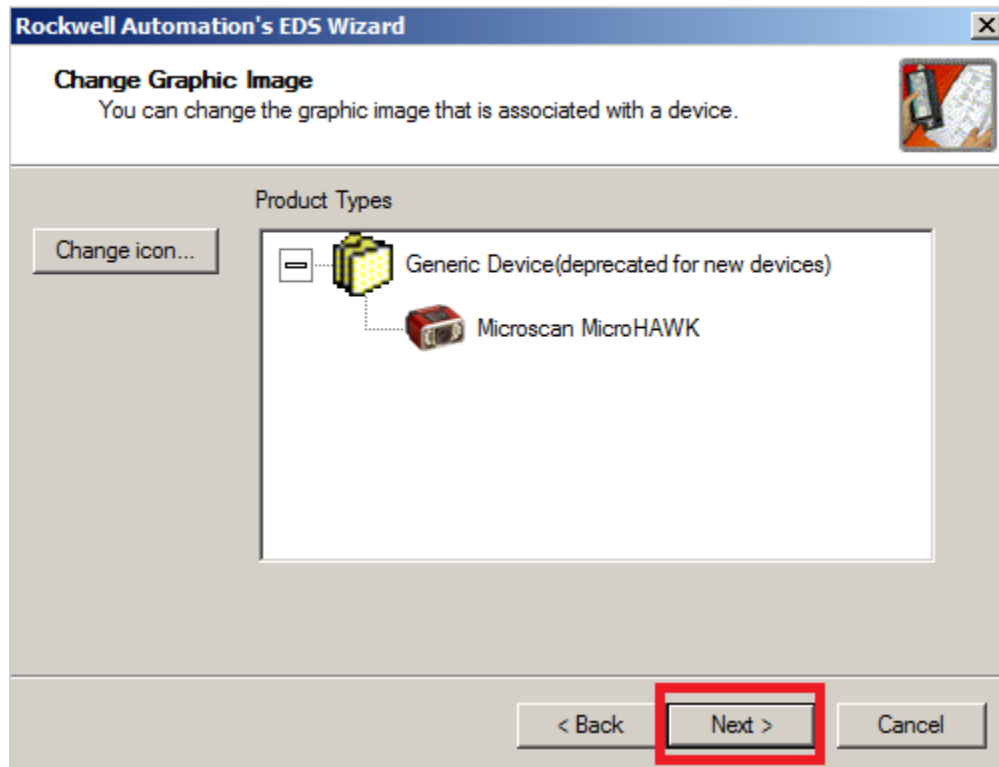 Rockwell Automation's EDS Wizard
Change Graphic Image
You can change the graphic image that is associated with a device.
Product Types
Change icon...
Generic Device(deprecated for new devices)
Microscan MicroHAWK
< Back
Next >
Cancel